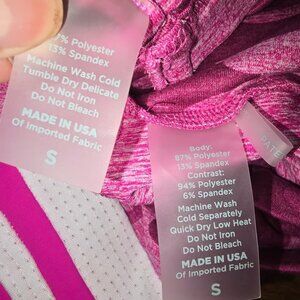 Polyester
13% Spandex
Machine Wash Cold
Tumble Dry Delicate
Do Not Iron
Do Not Bleach
MADE IN USA
Of Imported Fabric
S
Body:
87% Polyester
13% Spandex
Contrast:
94% Polyester
6% Spandex
Machine Wash
Cold Separately
Quick Dry Low Heat
Do Not Iron
Do Not Bleach
MADE IN USA
Of Imported Fabric
S
PATE